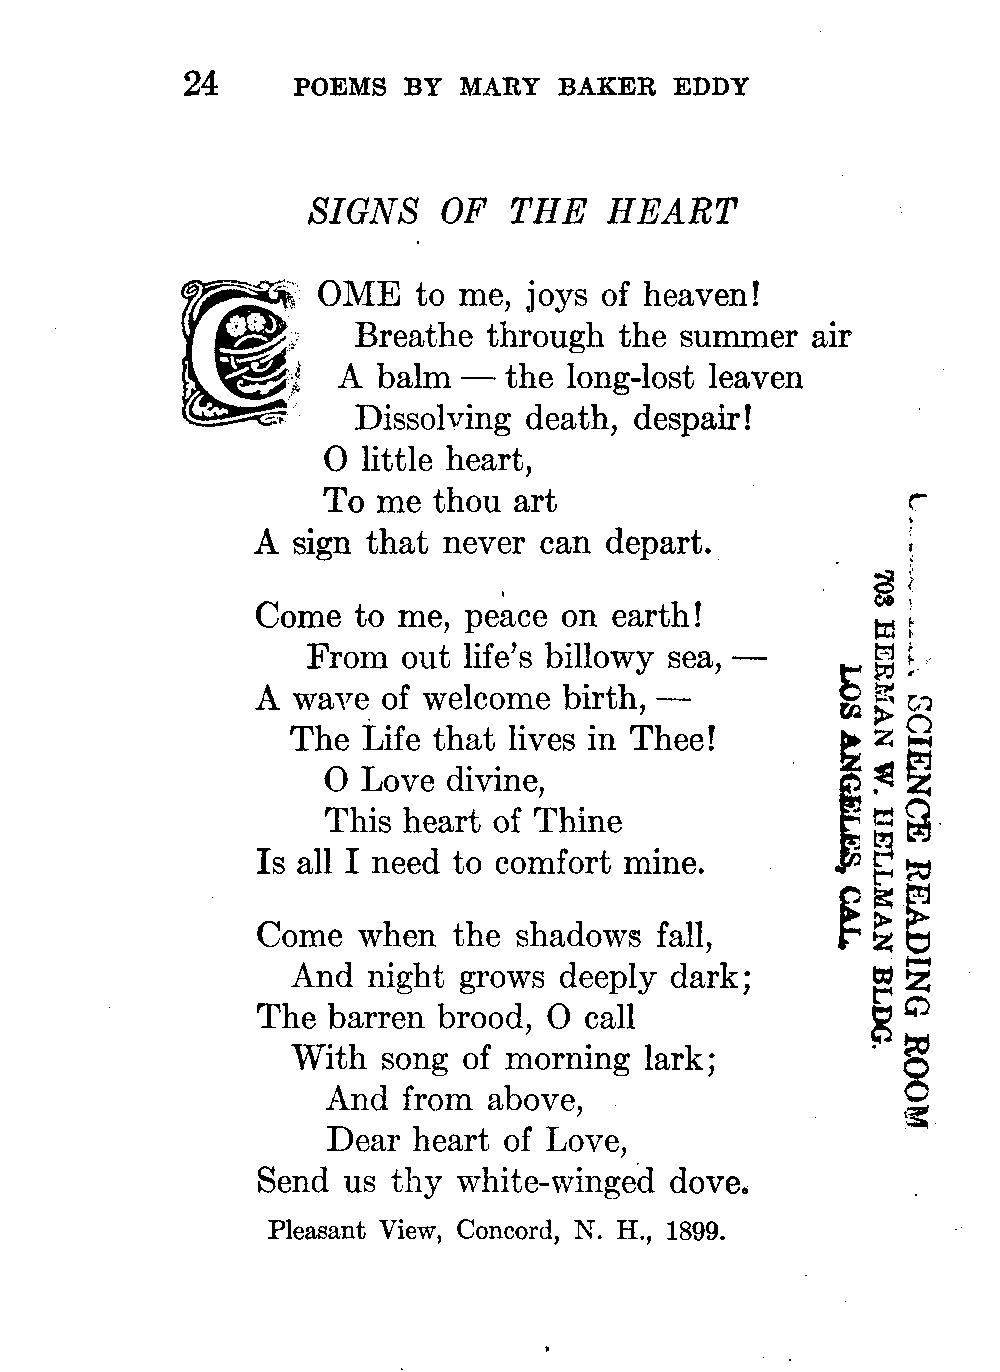 24 POEMS BY MARY BAKER EDDY
SIGNS OF THE HEART
COME to me, joys of heaven!
Breathe through the summer air
A balm — the long-lost leaven
Dissolving death, despair!
O little heart,
To me thou art
A sign that never can depart.
Come to me, peace on earth!
From out life's billowy sea, —
A wave of welcome birth, —
The Life that lives in Thee!
O Love divine,
This heart of Thine
Is all I need to comfort mine.
Come when the shadows fall,
And night grows deeply dark;
The barren brood, O call
With song of morning lark;
And from above,
Dear heart of Love,
Send us thy white-winged dove.
Pleasant View, Concord, N. H., 1899.
SCIENCE READING ROOM
703 HERMAN W. HELLMAN BLDG.
LOS ANGELES, CAL.